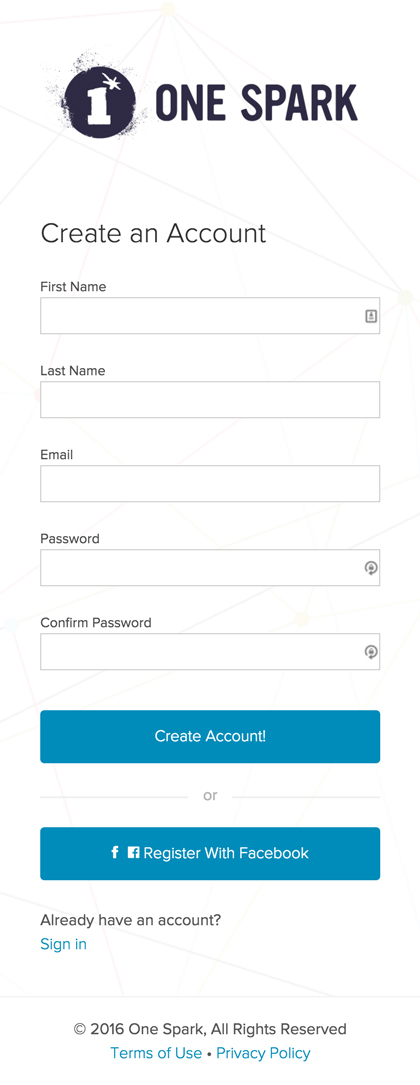 1 ONE SPARK
Create an Account
First Name
Last Name
Email
Password
Confirm Password
Create Account!
or
f f Register With Facebook
Already have an account?
Sign in
© 2016 One Spark, All Rights Reserved
Terms of Use • Privacy Policy